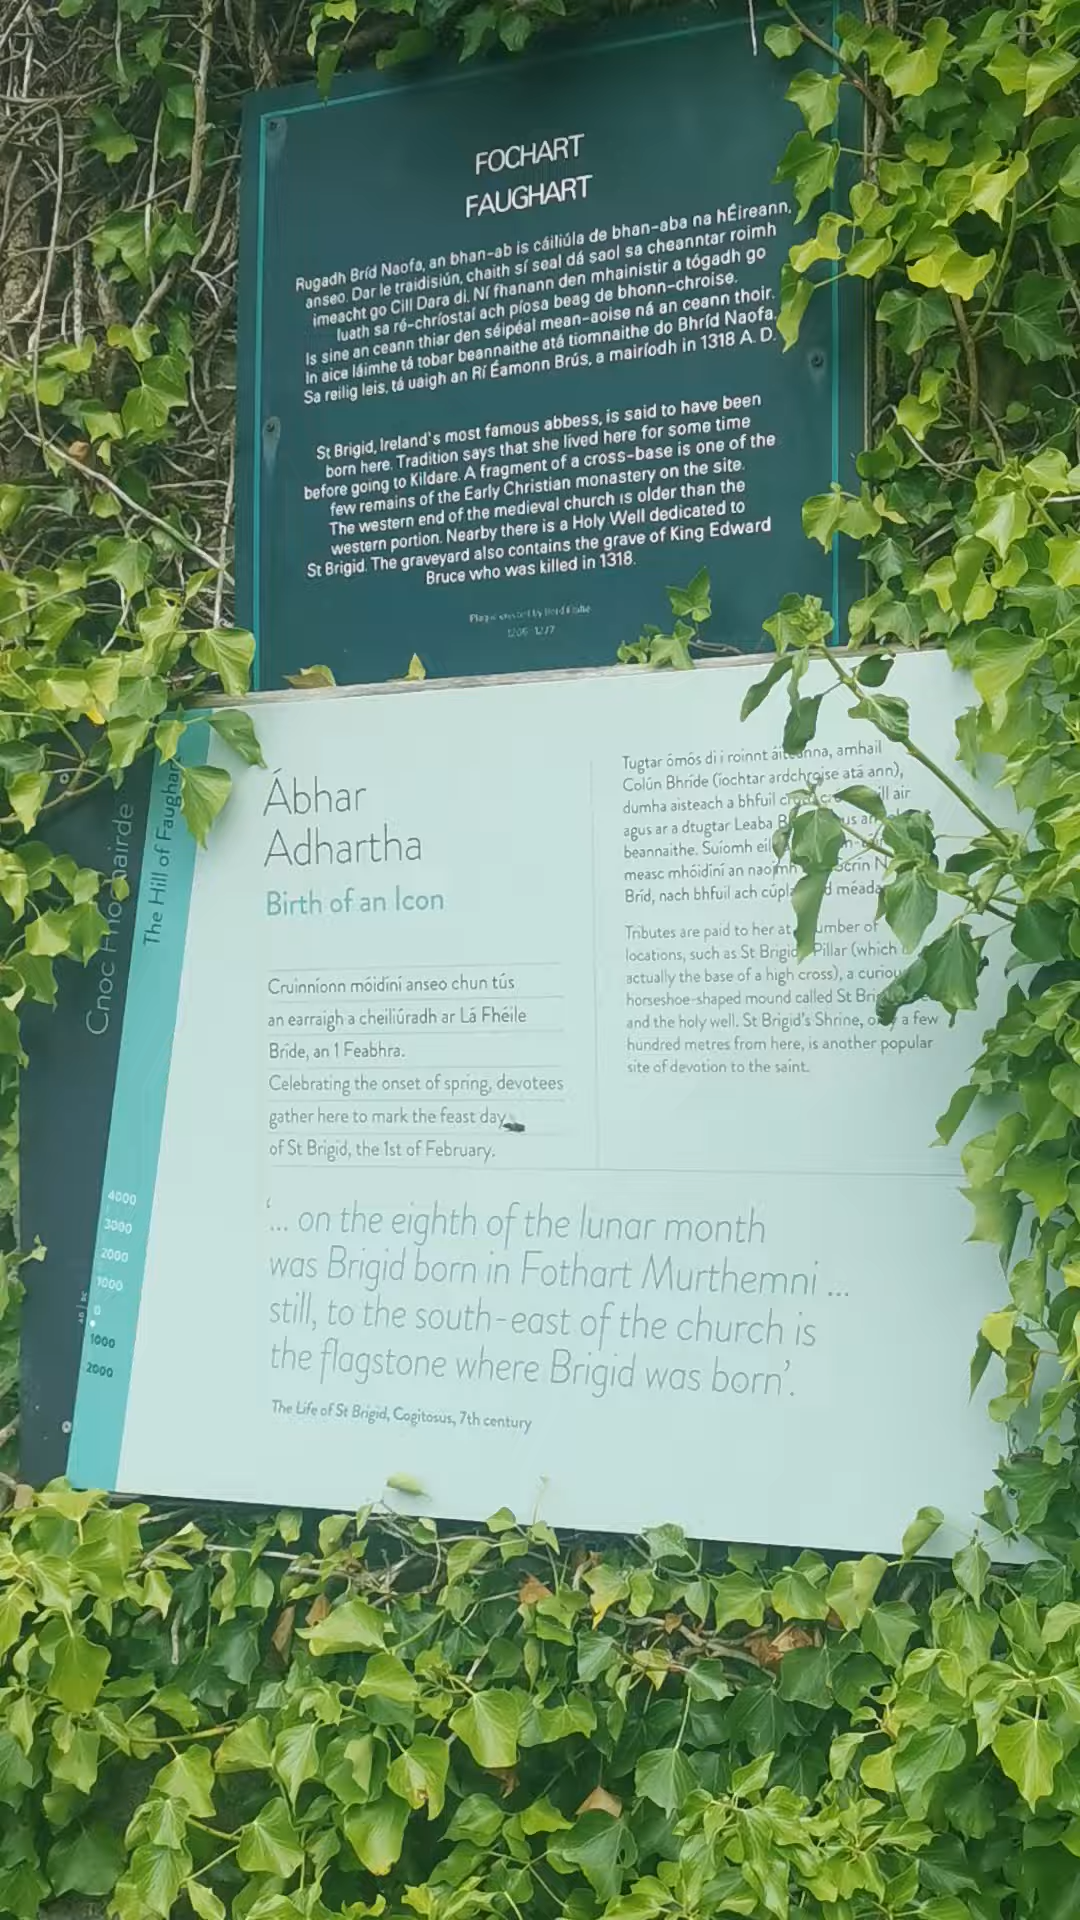 FOCHART
FAUGHART
Rugadh Bríd Naofa, an bhan-ab is cáiliúla de bhan-aba na hÉireann,
anseo. Dar le traidisiún, chaith sí seal dá saol sa cheanntar roimh
imeacht go Cill Dara di. Ní fhanann den mhainistir a tógadh go
luath sa ré-chríostaí ach píosa beag de bhonn-chroise.
Is sine an ceann thiar den séipéal mean-aoise ná an ceann thoir.
In aice láimhe tá tobar beannaithe atá tiomnaithe do Bhríd Naofa.
Sa reilig leis, tá uaigh an Rí Éamonn Brús, a mairíodh in 1318 A. D.
St Brigid, Ireland's most famous abbess, is said to have been
born here. Tradition says that she lived here for some time
before going to Kildare. A fragment of a cross-base is one of the
few remains of the Early Christian monastery on the site.
The western end of the medieval church is older than the
western portion. Nearby there is a Holy Well dedicated to
St Brigid. The graveyard also contains the grave of King Edward
Bruce who was killed in 1318.
by
Cnoc Fhochairde
The Hill of Faughart
4000
3000
2000
1000
0
AD | BC
1000
2000
Ábhar
Adhartha
Birth of an Icon
Cruinníonn móidíní anseo chun tús
an earraigh a cheiliúradh ar Lá Fhéile
Bríde, an 1 Feabhra.
Celebrating the onset of spring, devotees
gather here to mark the feast day
of St Brigid, the 1st of February.
Tugtar ómós di i roinnt áiteanna, amhail
Colún Bhríde (íochtar ardchroise atá ann),
dumha aisteach a bhfuil air
agus ar a dtugtar Leaba
beannaithe. Suíomh
measc mhóidíní an naoimh
Bríd, nach bhfuil ach
Tributes are paid to her at number of
locations, such as St Brigid's Pillar (which is
actually the base of a high cross), a curious
horseshoe-shaped mound called St
and the holy well. St Brigid's Shrine, only a few
hundred metres from here, is another popular
site of devotion to the saint.
'... on the eighth of the lunar month
was Brigid born in Fothart Murthemni ...
still, to the south-east of the church is
the flagstone where Brigid was born'.
The Life of St Brigid, Cogitosus, 7th century